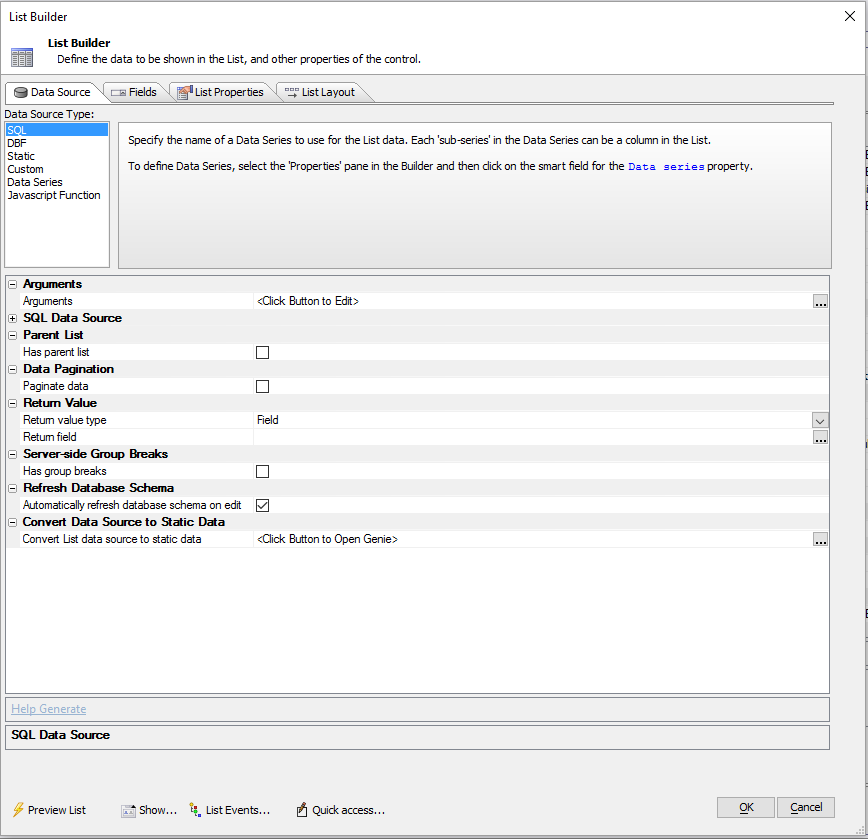 List Builder
List Builder
Define the data to be shown in the List, and other properties of the control.
Data Source Fields List Properties List Layout
Data Source Type:
SQL
DBF
Static
Custom
Data Series
Javascript Function
Specify the name of a Data Series to use for the List data. Each 'sub-series' in the Data Series can be a column in the List.
To define Data Series, select the 'Properties' pane in the Builder and then click on the smart field for the Data series property.
Arguments
Arguments <Click Button to Edit> ...
SQL Data Source
Parent List
Has parent list
Data Pagination
Paginate data
Return Value
Return value type Field
Return field ...
Server-side Group Breaks
Has group breaks
Refresh Database Schema
Automatically refresh database schema on edit
Convert Data Source to Static Data
Convert List data source to static data <Click Button to Open Genie> ...
Help Generate
SQL Data Source
Preview List Show... List Events... Quick access... OK Cancel